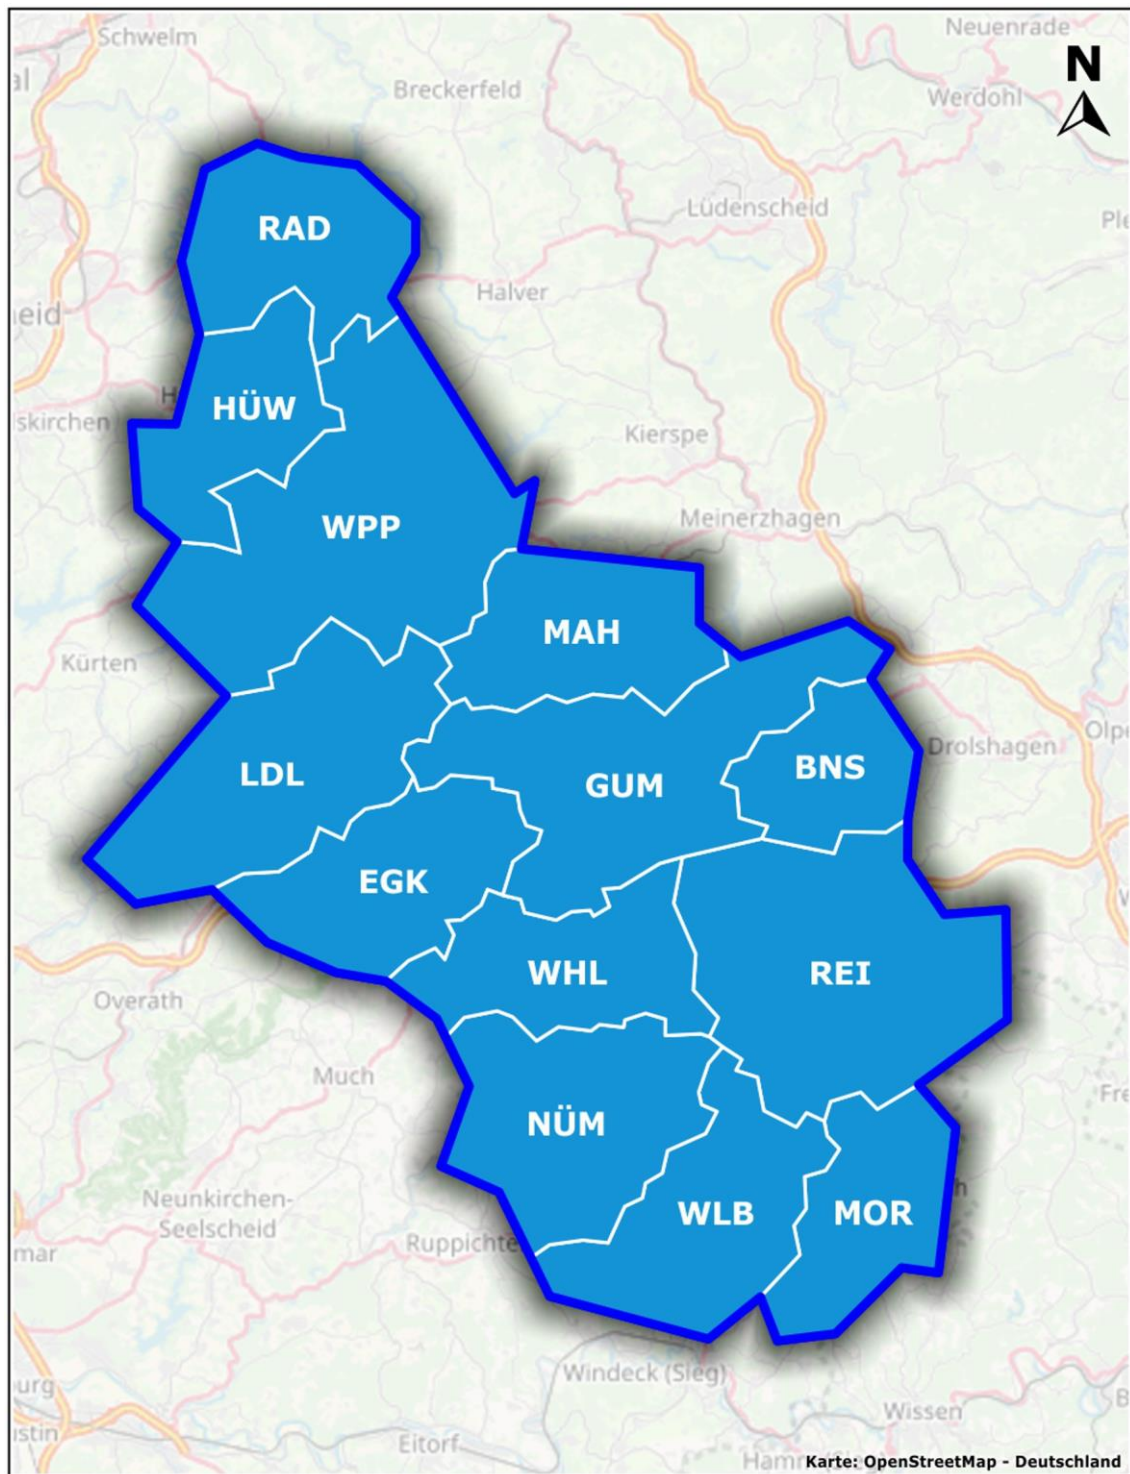 Schwelm
Neuenrade
Breckerfeld
Werdohl
N
Lüdenscheid
RAD
Halver
HÜW
Kierspe
WPP
Meinerzhagen
MAH
Kürten
LDL
GUM
BNS
Drolshagen
EGK
WHL
REI
Overath
Much
NÜM
Neunkirchen-
Seelscheid
WLB
MOR
Windeck (Sieg)
Wissen
Eitorf
Karte: OpenStreetMap - Deutschland